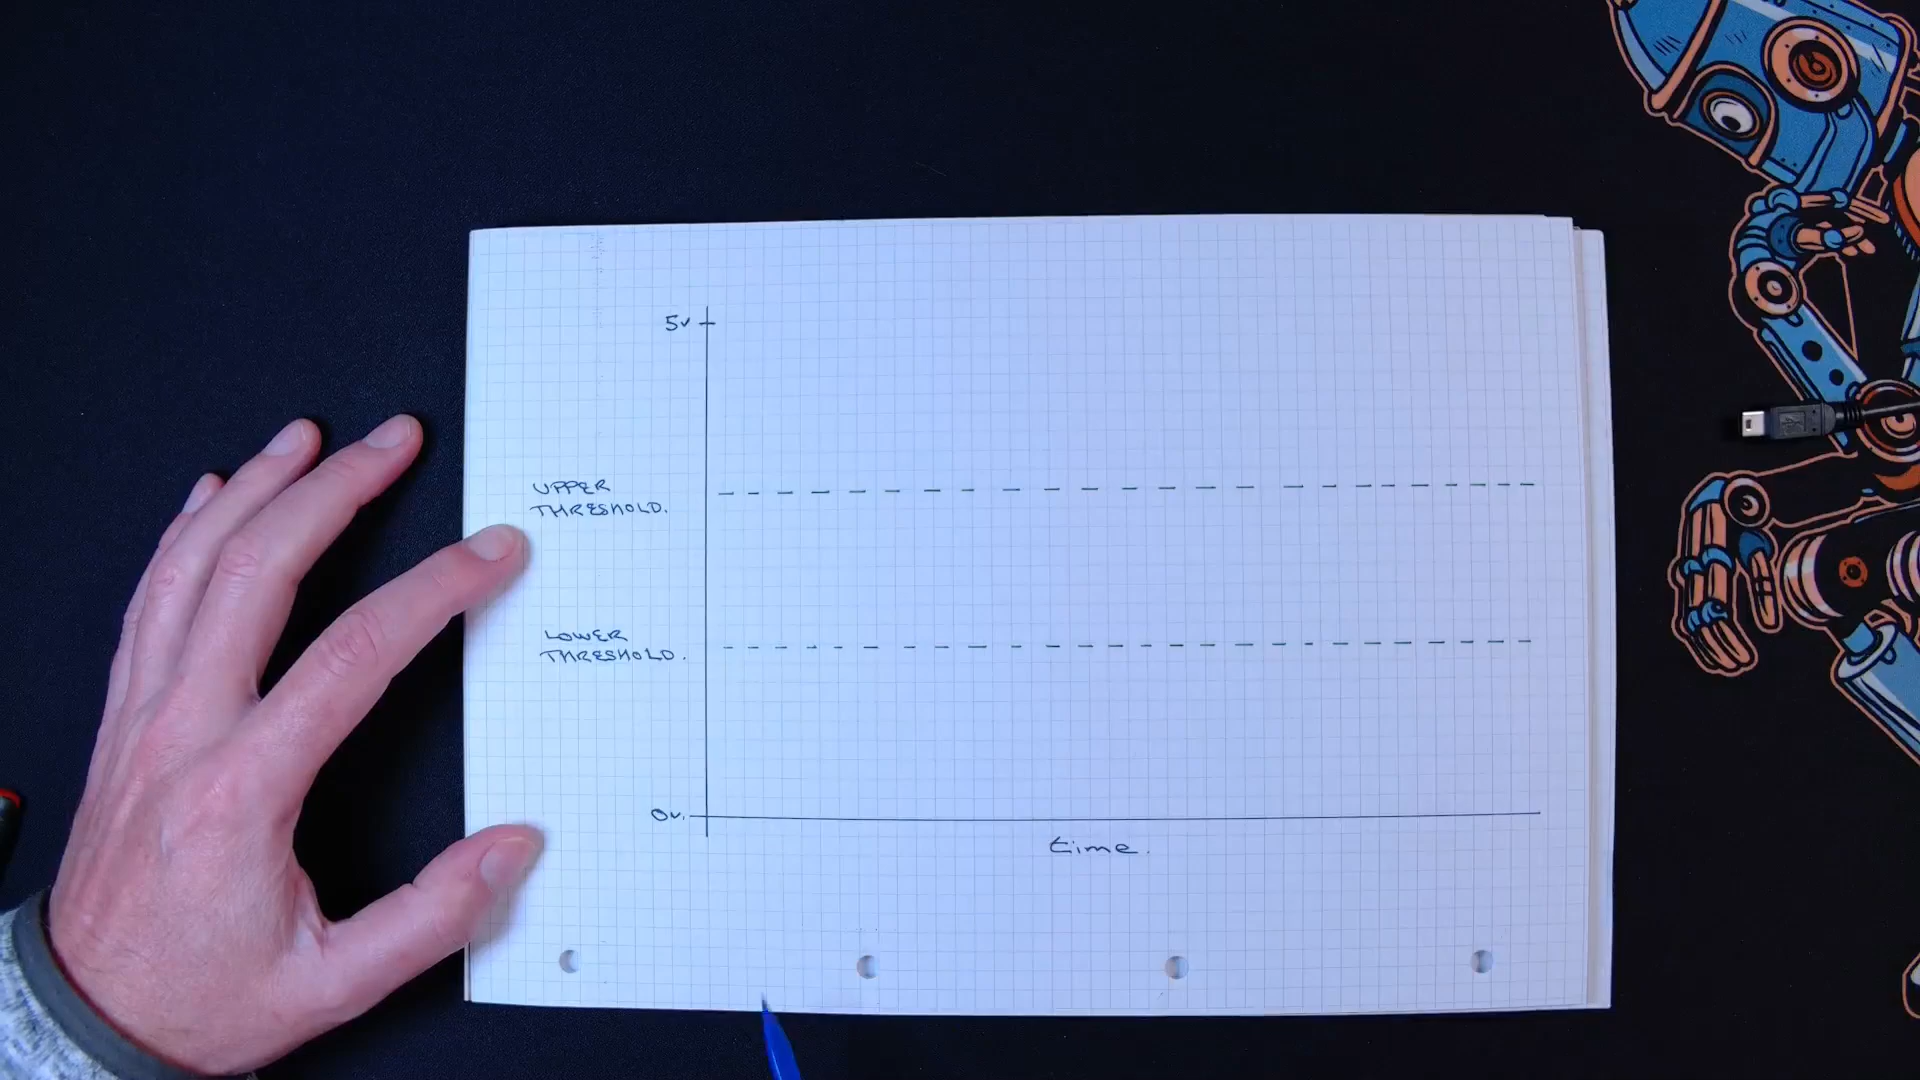 5v
UPPER
THRESHOLD.
LOWER
THRESHOLD.
0v.
time.